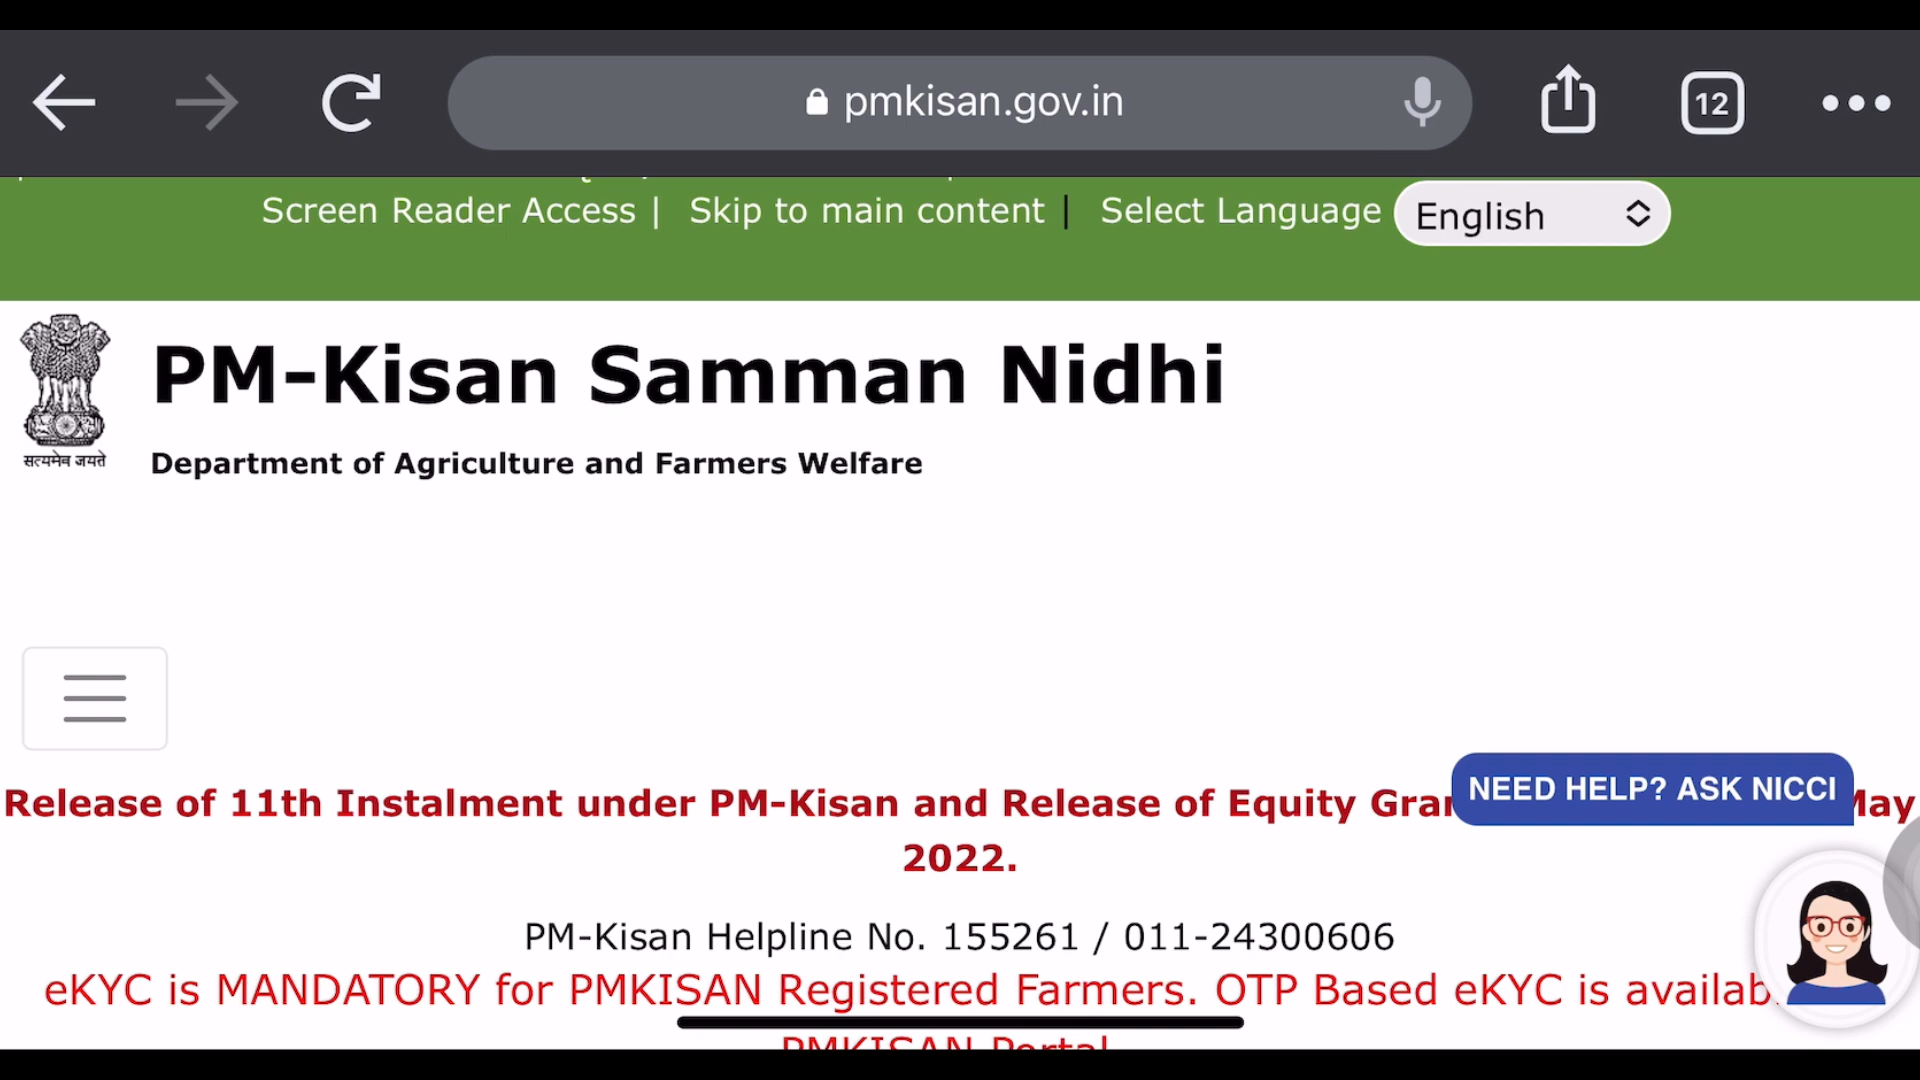 12
pmkisan.gov.in
Screen Reader Access | Skip to main content | Select Language English
PM-Kisan Samman Nidhi
सत्यमेव जयते
Department of Agriculture and Farmers Welfare
NEED HELP? ASK NICCI
Release of 11th Instalment under PM-Kisan and Release of Equity
2022.
PM-Kisan Helpline No. 155261 / 011-24300606
eKYC is MANDATORY for PMKISAN Registered Farmers. OTP Based eKYC is
PMKISAN Portal